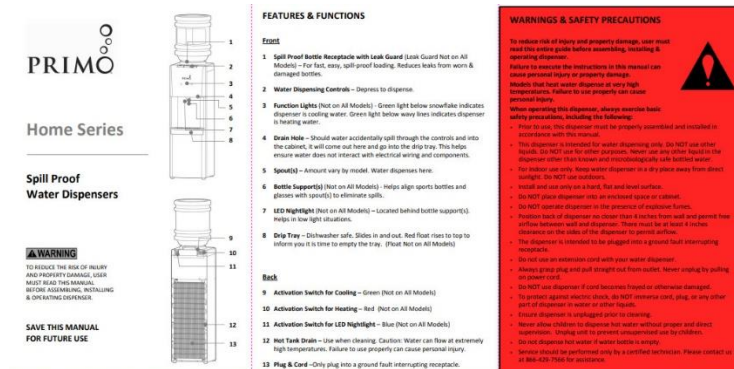 PRIMO
Home Series
Spill Proof
Water Dispensers
WARNING
TO REDUCE THE RISK OF INJURY
AND PROPERTY DAMAGE, USER
MUST READ THIS MANUAL
BEFORE ASSEMBLING, INSTALLING
& OPERATING DISPENSER.
SAVE THIS MANUAL
FOR FUTURE USE
1
2
3
4
5
6
7
8
9
10
11
12
13
FEATURES & FUNCTIONS
Front
1 Spill Proof Bottle Receptacle with Leak Guard (Leak Guard Not on All
Models) – For fast, easy, spill-proof loading. Reduces leaks from worn &
damaged bottles.
2 Water Dispensing Controls – Depress to dispense.
3 Function Lights (Not on All Models) - Green light below snowflake indicates
dispenser is cooling water. Green light below wavy lines indicates dispenser
is heating water.
4 Drain Hole – Should water accidentally spill through the controls and into
the cabinet, it will come out here and go into the drip tray. This helps
ensure water does not interact with electrical wiring and components.
5 Spout(s) – Amount vary by model. Water dispenses here.
6 Bottle Support(s) (Not on All Models) - Helps align sports bottles and
glasses with spout(s) to eliminate spills.
7 LED Nightlight (Not on All Models) – Located behind bottle support(s).
Helps in low light situations.
8 Drip Tray – Dishwasher safe. Slides in and out. Red float rises to top to
inform you it is time to empty the tray. (Float Not on All Models)
Back
9 Activation Switch for Cooling – Green (Not on All Models)
10 Activation Switch for Heating – Red (Not on All Models)
11 Activation Switch for LED Nightlight – Blue (Not on All Models)
12 Hot Tank Drain – Use when cleaning. Caution: Water can flow at extremely
high temperatures. Failure to use properly can cause personal injury.
13 Plug & Cord –Only plug into a ground fault interrupting receptacle.
WARNINGS & SAFETY PRECAUTIONS
To reduce risk of injury and property damage, user must
read this entire guide before assembling, installing &
operating dispenser.
Failure to execute the instructions in this manual can
cause personal injury or property damage.
Models that heat water dispense at very high
temperatures. Failure to use properly can cause
personal injury.
When operating this dispenser, always exercise basic
safety precautions, including the following:
• Prior to use, this dispenser must be properly assembled and installed in
accordance with this manual.
• This dispenser is intended for water dispensing only. Do NOT use other
liquids. Do NOT use for other purposes. Never use any other liquid in the
dispenser other than known and microbiologically safe bottled water.
• For indoor use only. Keep water dispenser in a dry place away from direct
sunlight. Do NOT use outdoors.
• Install and use only on a hard, flat and level surface.
• Do NOT place dispenser into an enclosed space or cabinet.
• Do NOT operate dispenser in the presence of explosive fumes.
• Position back of dispenser no closer than 4 inches from wall and permit free
airflow between wall and dispenser. There must be at least 4 inches
clearance on the sides of the dispenser to permit airflow.
• The dispenser is intended to be plugged into a ground fault interrupting
receptacle.
• Do not use an extension cord with your water dispenser.
• Always grasp plug and pull straight out from outlet. Never unplug by pulling
on power cord.
• Do NOT use dispenser if cord becomes frayed or otherwise damaged.
• To protect against electric shock, do NOT immerse cord, plug, or any other
part of dispenser in water or other liquids.
• Ensure dispenser is unplugged prior to cleaning.
• Never allow children to dispense hot water without proper and direct
supervision. Unplug unit to prevent unsupervised use by children.
• Do not dispense hot water if water bottle is empty.
• Service should be performed only by a certified technician. Please contact us
at 866-429-7566 for assistance.